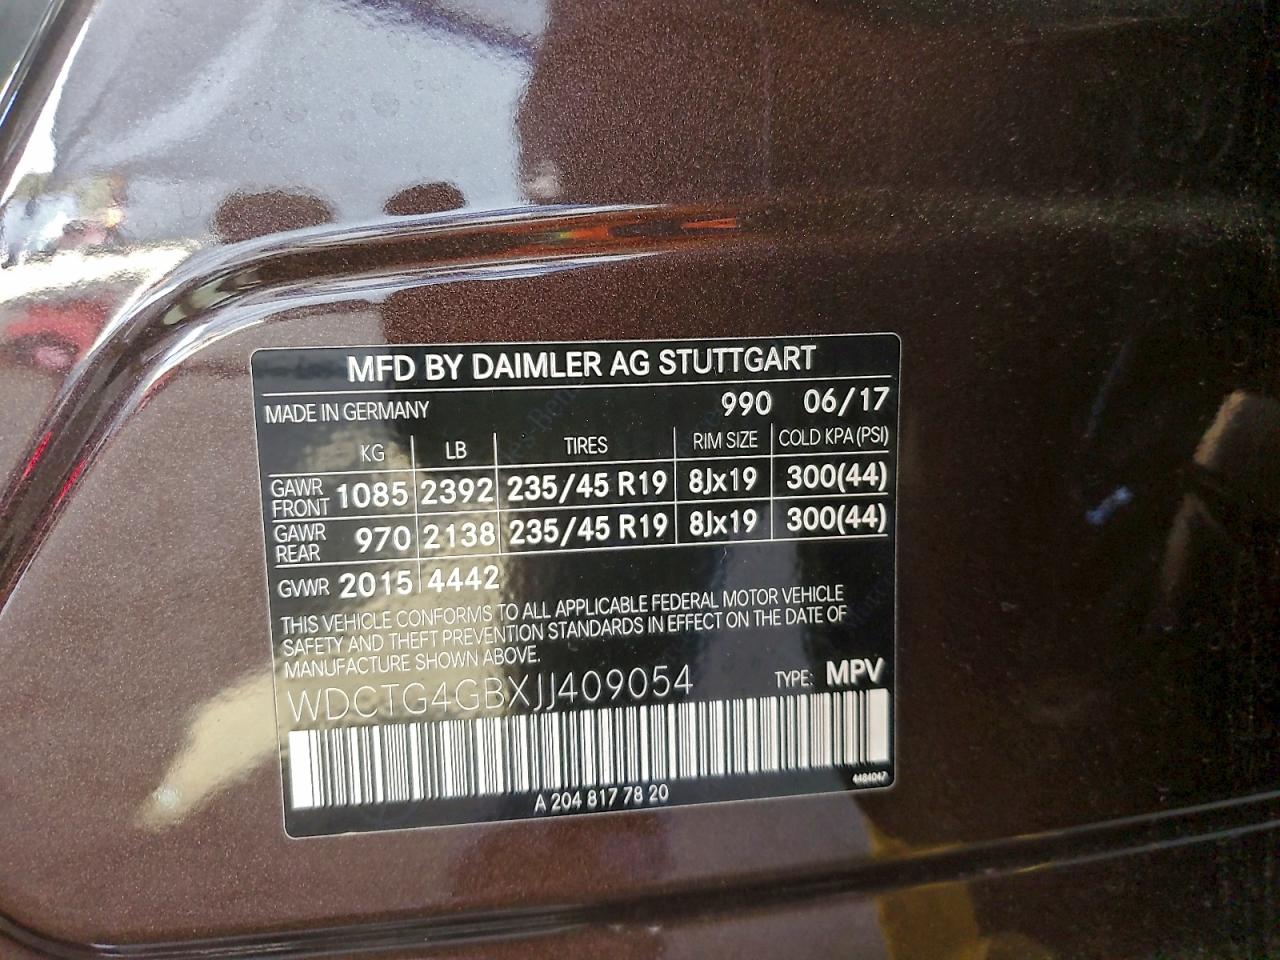 MFD BY DAIMLER AG STUTTGART
MADE IN GERMANY 990 06/17
KG LB TIRES RIM SIZE COLD KPA (PSI)
GAWR FRONT 1085 2392 235/45 R19 8Jx19 300(44)
GAWR REAR 970 2138 235/45 R19 8Jx19 300(44)
GVWR 2015 4442
THIS VEHICLE CONFORMS TO ALL APPLICABLE FEDERAL MOTOR VEHICLE
SAFETY AND THEFT PREVENTION STANDARDS IN EFFECT ON THE DATE OF
MANUFACTURE SHOWN ABOVE.
WDCTG4GBXJJ409054 TYPE: MPV
4484047
A 204 817 78 20